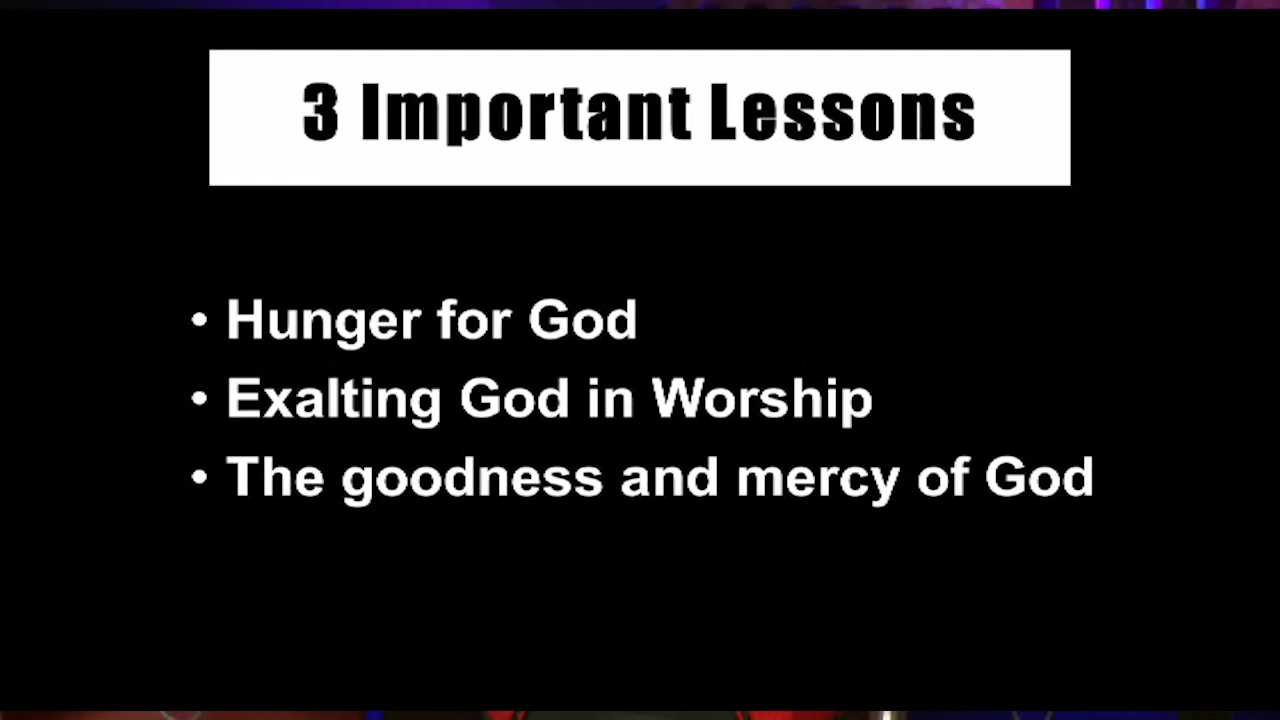 3 Important Lessons
• Hunger for God
• Exalting God in Worship
• The goodness and mercy of God